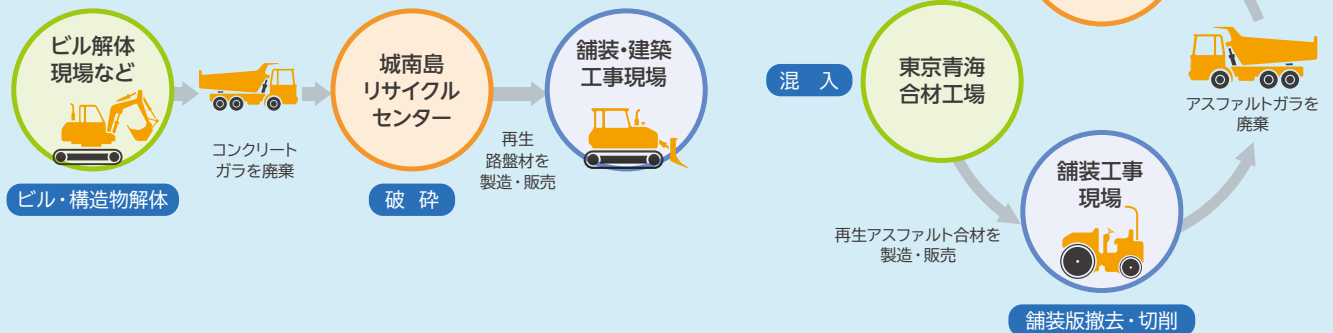 ビル解体
現場など
コンクリート
ガラを廃棄
ビル・構造物解体
城南島
リサイクル
センター
破 砕
再生
路盤材を
製造・販売
舗装・建築
工事現場
混 入
東京青海
合材工場
再生アスファルト合材を
製造・販売
舗装工事
現場
舗装版撤去・切削
アスファルトガラを
廃棄